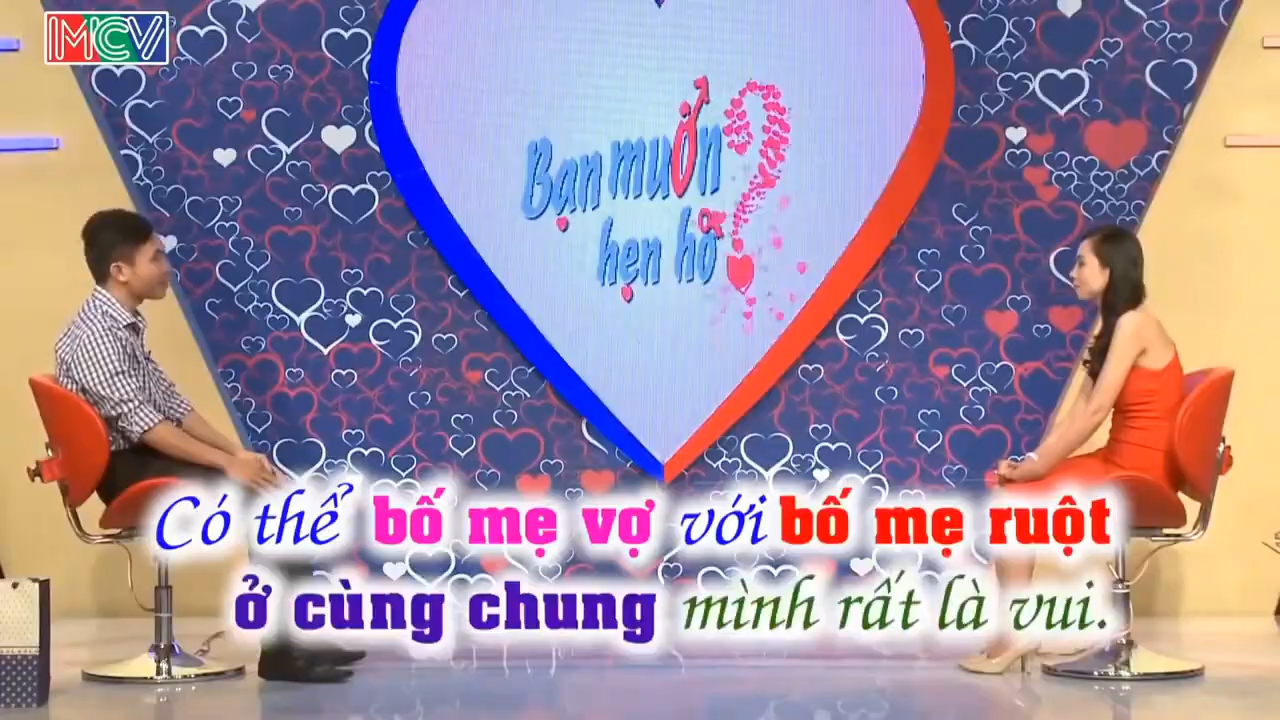 MCV
Bạn muốn
hẹn hò
Có thể bố mẹ vợ với bố mẹ ruột
ở cùng chung mình rất là vui.